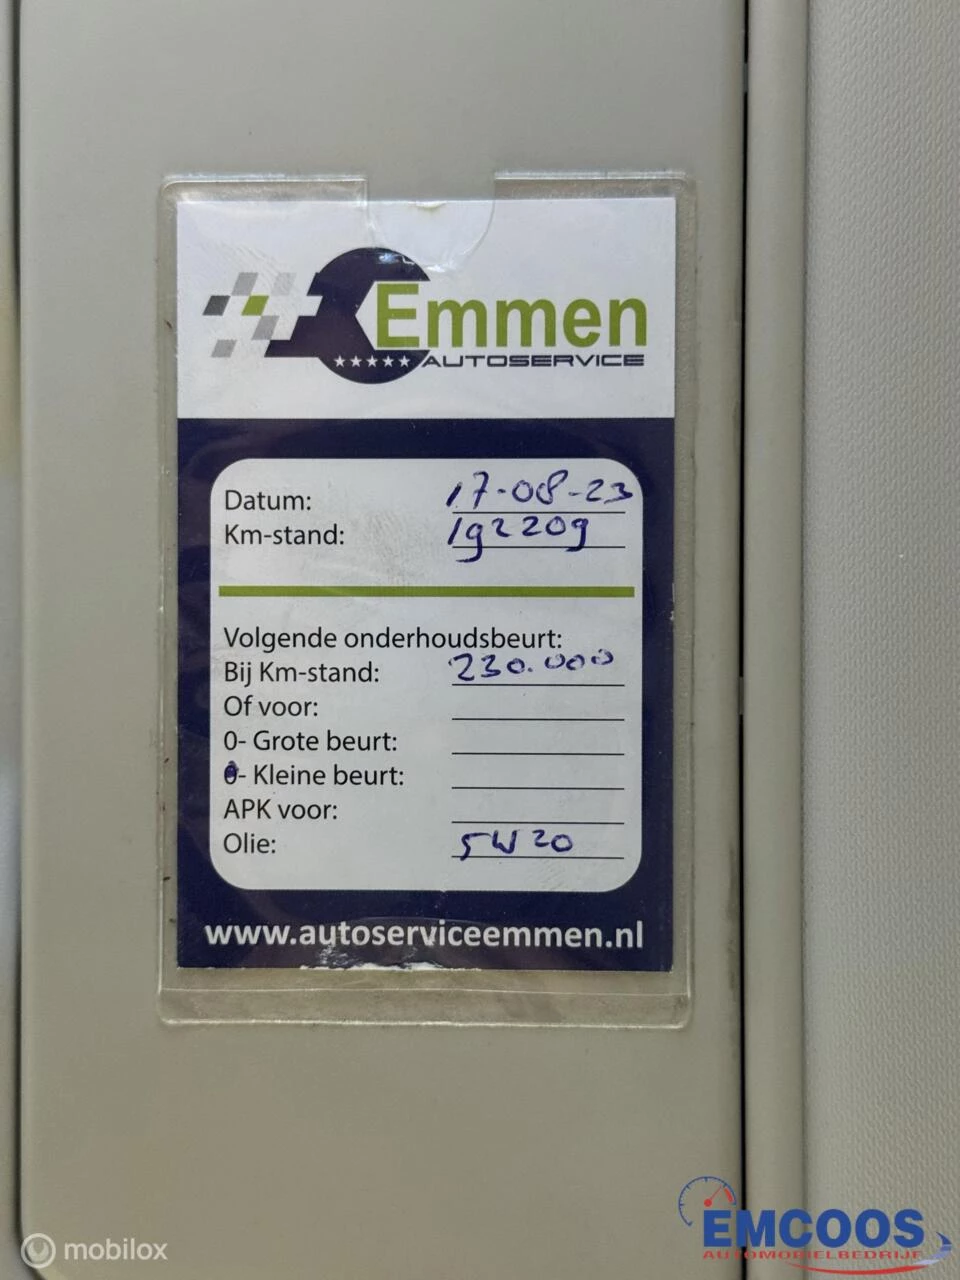 Emmen
AUTOSERVICE
Datum: 17-08-23
Km-stand: 192209
Volgende onderhoudsbeurt:
Bij Km-stand: 230.000
Of voor:
0- Grote beurt:
0- Kleine beurt:
APK voor:
Olie: 5W20
www.autoserviceemmen.nl
mobilox
EMCOOS
AUTOMOBIELBEDRIJF